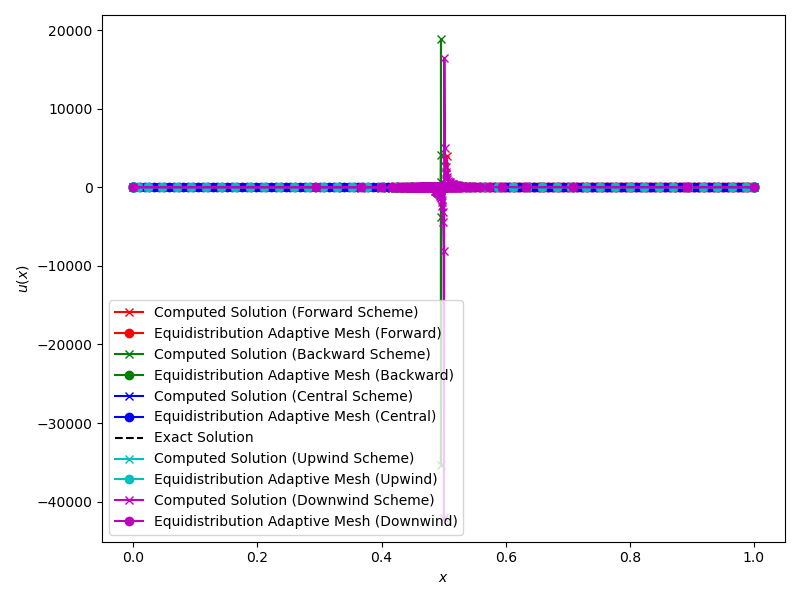 20000
10000
0
−10000
−20000
−30000
−40000
u(x)
Computed Solution (Forward Scheme)
Equidistribution Adaptive Mesh (Forward)
Computed Solution (Backward Scheme)
Equidistribution Adaptive Mesh (Backward)
Computed Solution (Central Scheme)
Equidistribution Adaptive Mesh (Central)
Exact Solution
Computed Solution (Upwind Scheme)
Equidistribution Adaptive Mesh (Upwind)
Computed Solution (Downwind Scheme)
Equidistribution Adaptive Mesh (Downwind)
0.0 0.2 0.4 0.6 0.8 1.0
x